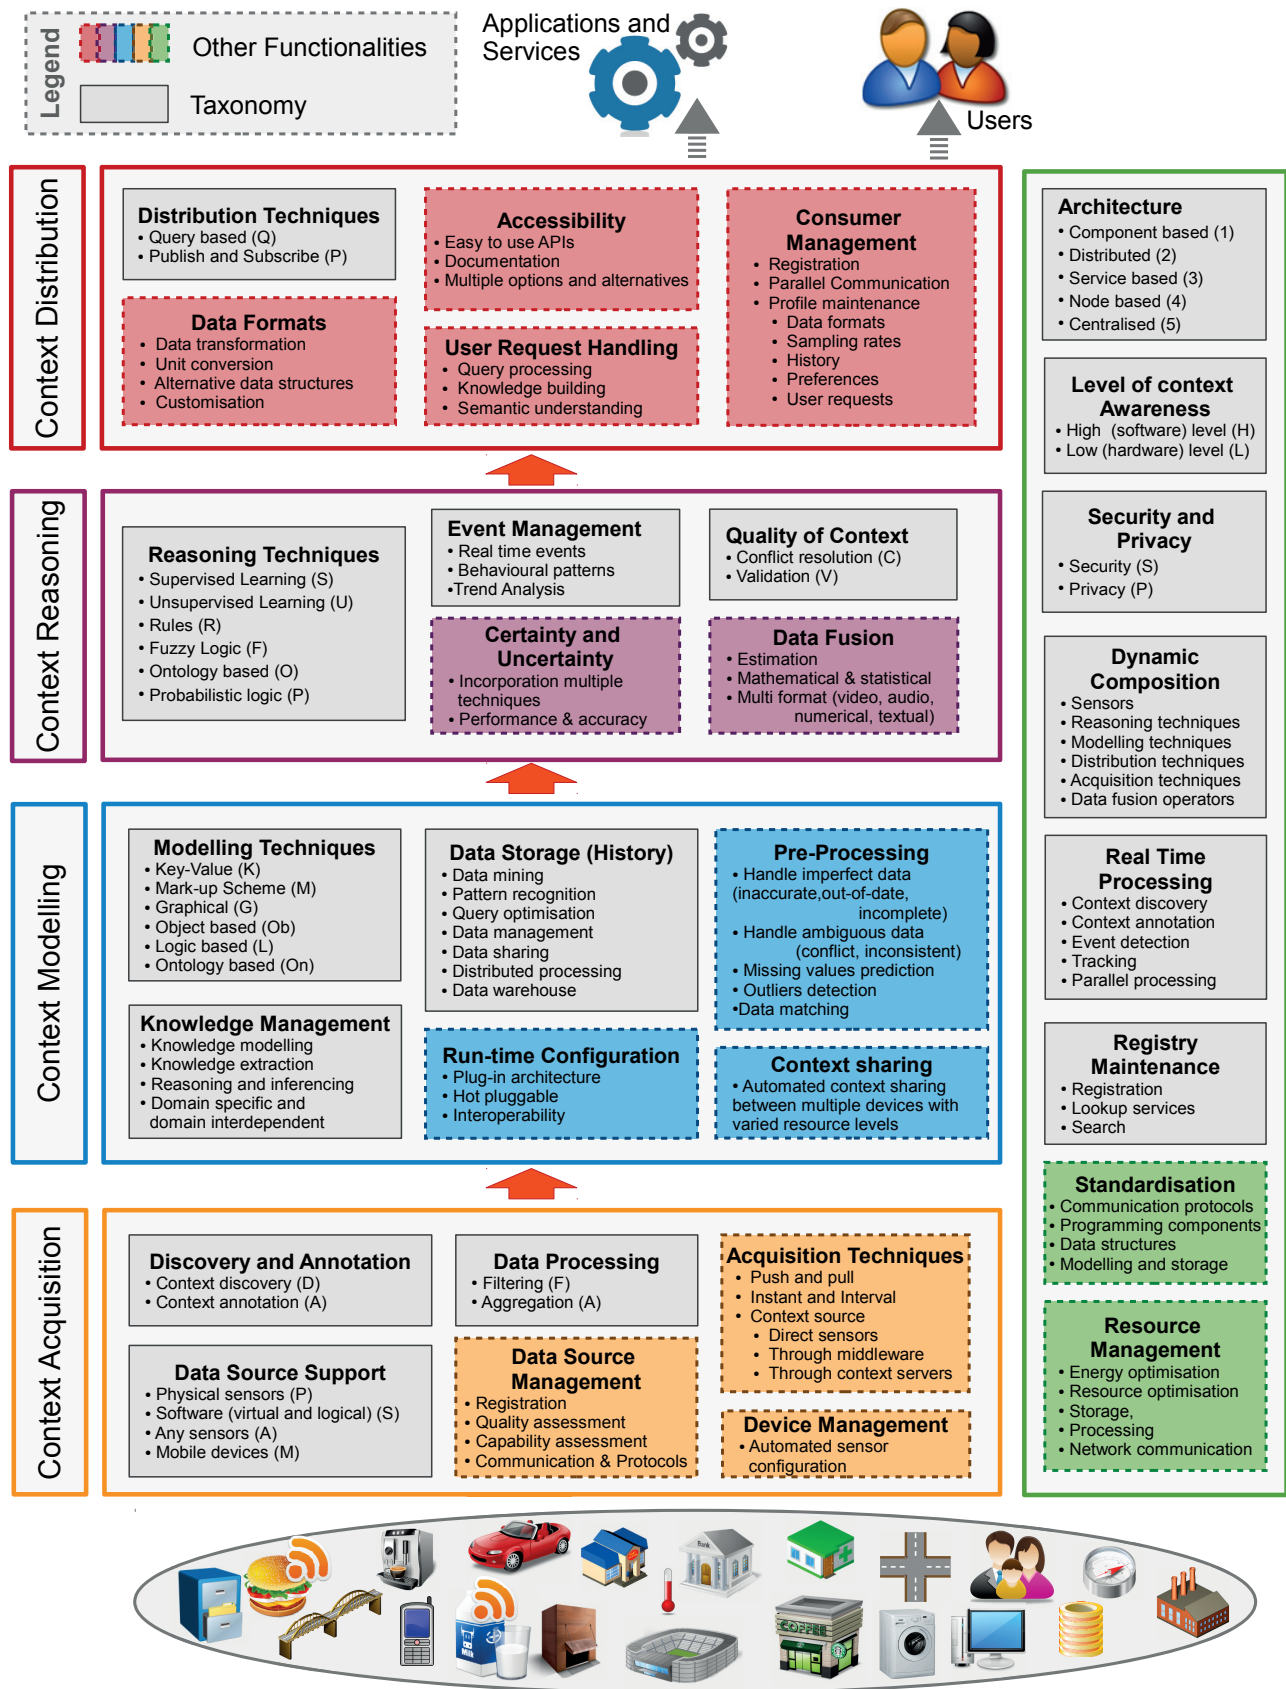 Legend
Other Functionalities
Taxonomy
Applications and
Services
Users
Context Distribution
Distribution Techniques
• Query based (Q)
• Publish and Subscribe (P)
Data Formats
• Data transformation
• Unit conversion
• Alternative data structures
• Customisation
Accessibility
• Easy to use APIs
• Documentation
• Multiple options and alternatives
User Request Handling
• Query processing
• Knowledge building
• Semantic understanding
Consumer
Management
• Registration
• Parallel Communication
• Profile maintenance
• Data formats
• Sampling rates
• History
• Preferences
• User requests
Context Reasoning
Reasoning Techniques
• Supervised Learning (S)
• Unsupervised Learning (U)
• Rules (R)
• Fuzzy Logic (F)
• Ontology based (O)
• Probabilistic logic (P)
Event Management
• Real time events
• Behavioural patterns
•Trend Analysis
Certainty and
Uncertainty
• Incorporation multiple
techniques
• Performance & accuracy
Quality of Context
• Conflict resolution (C)
• Validation (V)
Data Fusion
• Estimation
• Mathematical & statistical
• Multi format (video, audio,
numerical, textual)
Context Modelling
Modelling Techniques
• Key-Value (K)
• Mark-up Scheme (M)
• Graphical (G)
• Object based (Ob)
• Logic based (L)
• Ontology based (On)
Knowledge Management
• Knowledge modelling
• Knowledge extraction
• Reasoning and inferencing
• Domain specific and
domain interdependent
Data Storage (History)
• Data mining
• Pattern recognition
• Query optimisation
• Data management
• Data sharing
• Distributed processing
• Data warehouse
Run-time Configuration
• Plug-in architecture
• Hot pluggable
• Interoperability
Pre-Processing
• Handle imperfect data
(inaccurate,out-of-date,
incomplete)
• Handle ambiguous data
(conflict, inconsistent)
• Missing values prediction
• Outliers detection
•Data matching
Context sharing
• Automated context sharing
between multiple devices with
varied resource levels
Context Acquisition
Discovery and Annotation
• Context discovery (D)
• Context annotation (A)
Data Source Support
• Physical sensors (P)
• Software (virtual and logical) (S)
• Any sensors (A)
• Mobile devices (M)
Data Processing
• Filtering (F)
• Aggregation (A)
Data Source
Management
• Registration
• Quality assessment
• Capability assessment
• Communication & Protocols
Acquisition Techniques
• Push and pull
• Instant and Interval
• Context source
• Direct sensors
• Through middleware
• Through context servers
Device Management
• Automated sensor
configuration
Architecture
• Component based (1)
• Distributed (2)
• Service based (3)
• Node based (4)
• Centralised (5)
Level of context
Awareness
• High (software) level (H)
• Low (hardware) level (L)
Security and
Privacy
• Security (S)
• Privacy (P)
Dynamic
Composition
• Sensors
• Reasoning techniques
• Modelling techniques
• Distribution techniques
• Acquisition techniques
• Data fusion operators
Real Time
Processing
• Context discovery
• Context annotation
• Event detection
• Tracking
• Parallel processing
Registry
Maintenance
• Registration
• Lookup services
• Search
Standardisation
• Communication protocols
• Programming components
• Data structures
• Modelling and storage
Resource
Management
• Energy optimisation
• Resource optimisation
• Storage,
• Processing
• Network communication
Bank
Milk
COFFEE